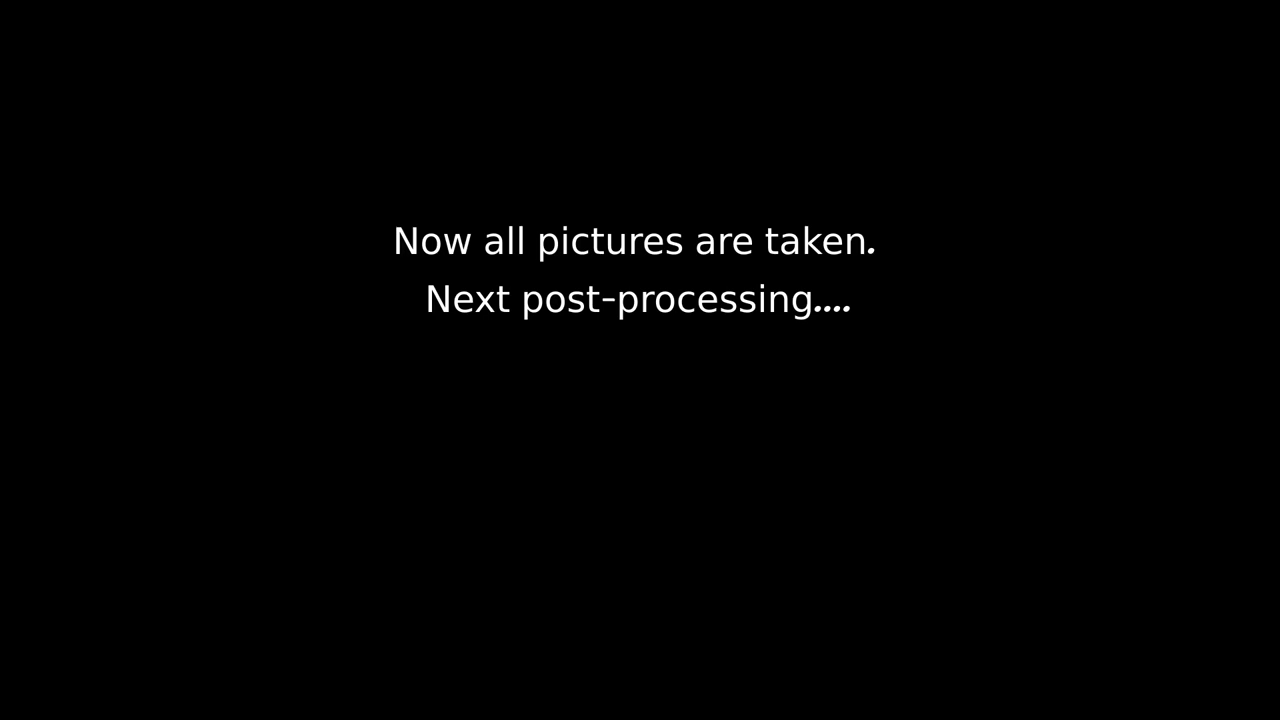 Now all pictures are taken.
Next post-processing....